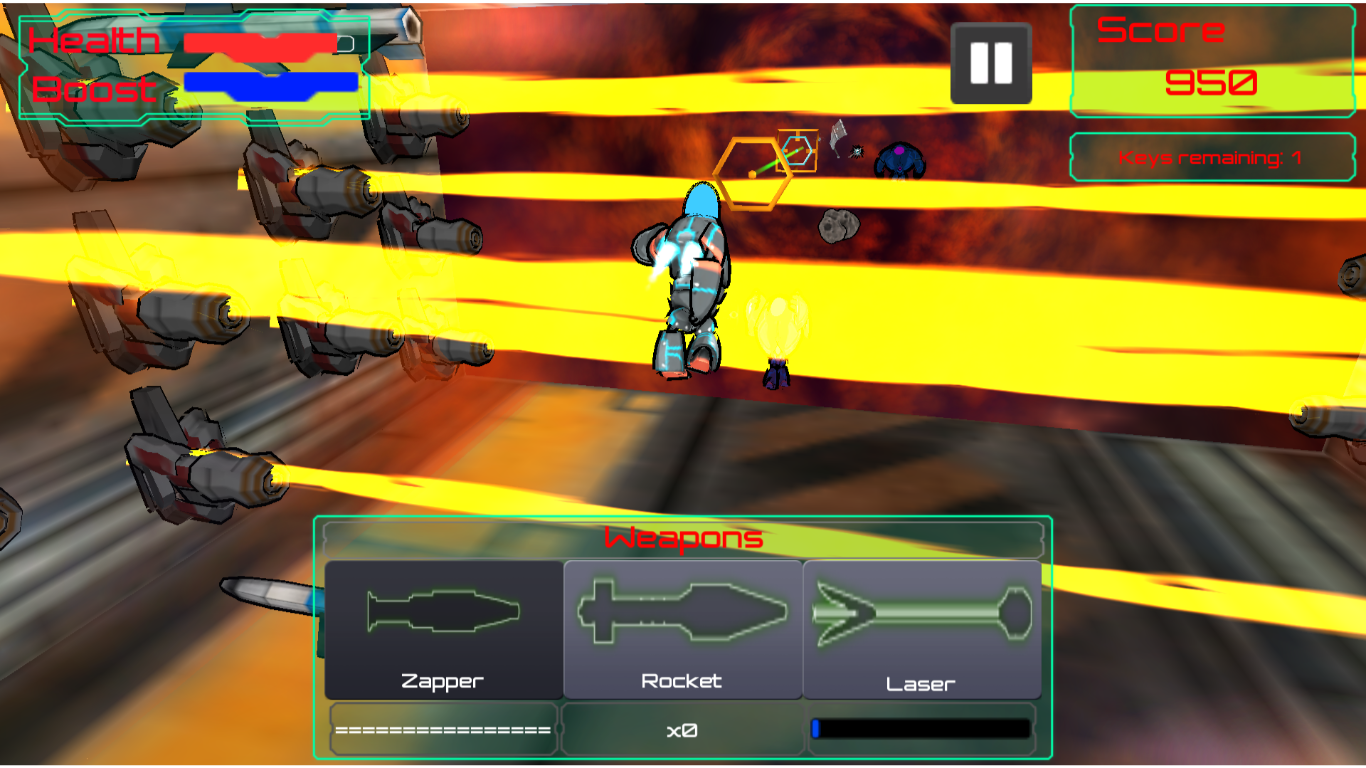 Health
Boost
Score
950
Keys remaining: 1
Weapons
Zapper
Rocket
Laser
================
x0